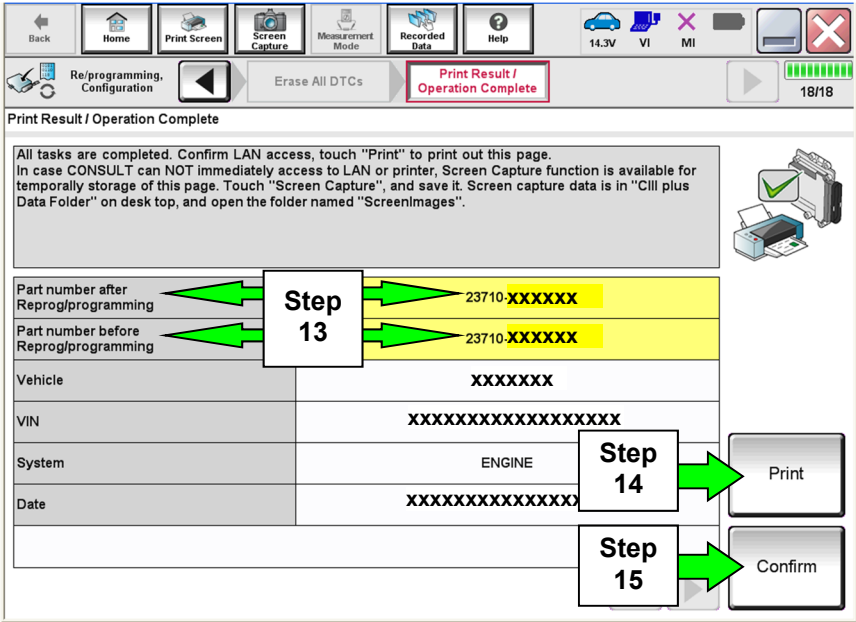 Back
Home
Print Screen
Screen
Capture
Measurement
Mode
Recorded
Data
Help
14.3V
VI
MI
Re/programming,
Configuration
Erase All DTCs
Print Result /
Operation Complete
18/18
Print Result / Operation Complete
All tasks are completed. Confirm LAN access, touch "Print" to print out this page.
In case CONSULT can NOT immediately access to LAN or printer, Screen Capture function is available for
temporally storage of this page. Touch "Screen Capture", and save it. Screen capture data is in "CIII plus
Data Folder" on desk top, and open the folder named "ScreenImages".
Part number after
Reprog/programming
23710-XXXXXX
Step
13
Part number before
Reprog/programming
23710-XXXXXX
Vehicle
XXXXXXX
VIN
XXXXXXXXXXXXXXXXXX
System
ENGINE
Step
14
Print
Date
XXXXXXXXXXXXXXX
Step
15
Confirm